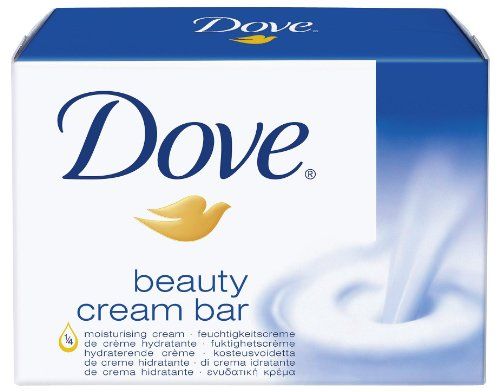 Dove
Dove®
beauty
cream bar
1/4 moisturising cream · feuchtigkeitscreme
de crème hydratante · fuktighetscreme
hydraterende crème · kosteusvoidetta
de creme hidratante · di crema idratante
de crema hidratante · ενυδατική κρέμα